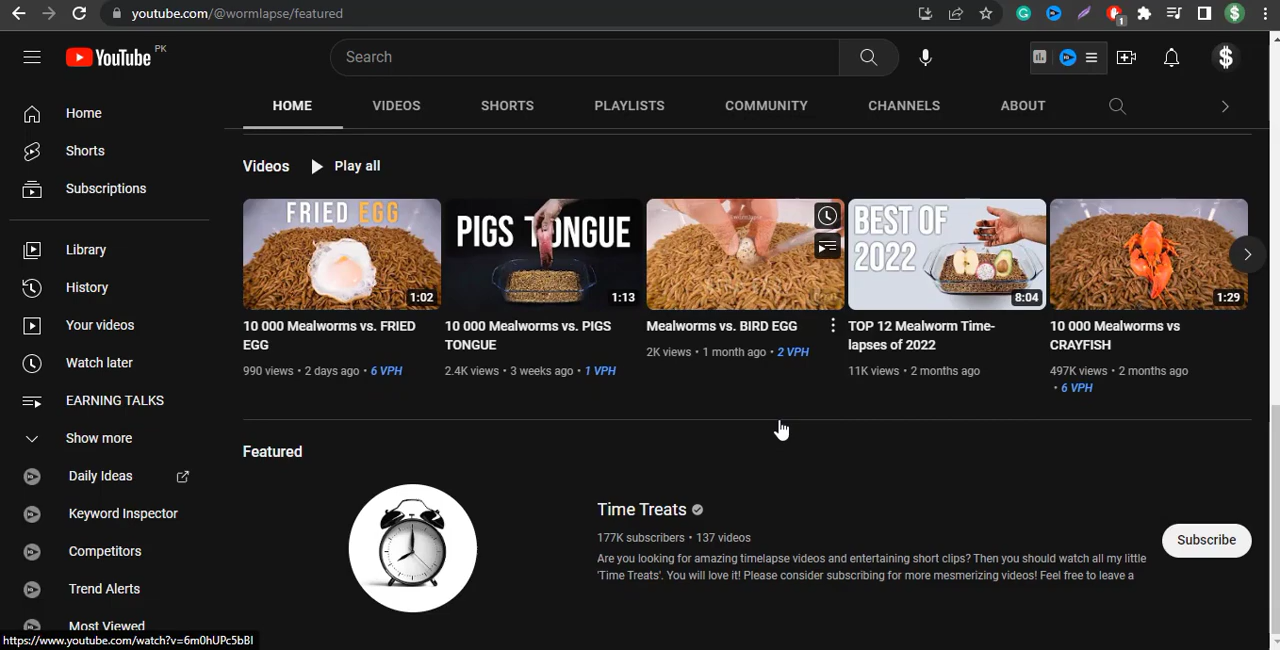 youtube.com/@wormlapse/featured
1
YouTube PK
Search
HOME VIDEOS SHORTS PLAYLISTS COMMUNITY CHANNELS ABOUT
Home
Shorts
Subscriptions
Library
History
Your videos
Watch later
EARNING TALKS
Show more
Daily Ideas
Keyword Inspector
Competitors
Trend Alerts
Most Viewed
Videos Play all
FRIED EGG
1:02
10 000 Mealworms vs. FRIED
EGG
990 views • 2 days ago • 6 VPH
PIGS TONGUE
1:13
10 000 Mealworms vs. PIGS
TONGUE
2.4K views • 3 weeks ago • 1 VPH
Mealworms vs. BIRD EGG
2K views • 1 month ago • 2 VPH
BEST OF
2022
8:04
TOP 12 Mealworm Time-
lapses of 2022
11K views • 2 months ago
1:29
10 000 Mealworms vs
CRAYFISH
497K views • 2 months ago
• 6 VPH
Featured
Time Treats
177K subscribers • 137 videos
Are you looking for amazing timelapse videos and entertaining short clips? Then you should watch all my little
'Time Treats'. You will love it! Please consider subscribing for more mesmerizing videos! Feel free to leave a
Subscribe
https://www.youtube.com/watch?v=6m0hUPc5bBI